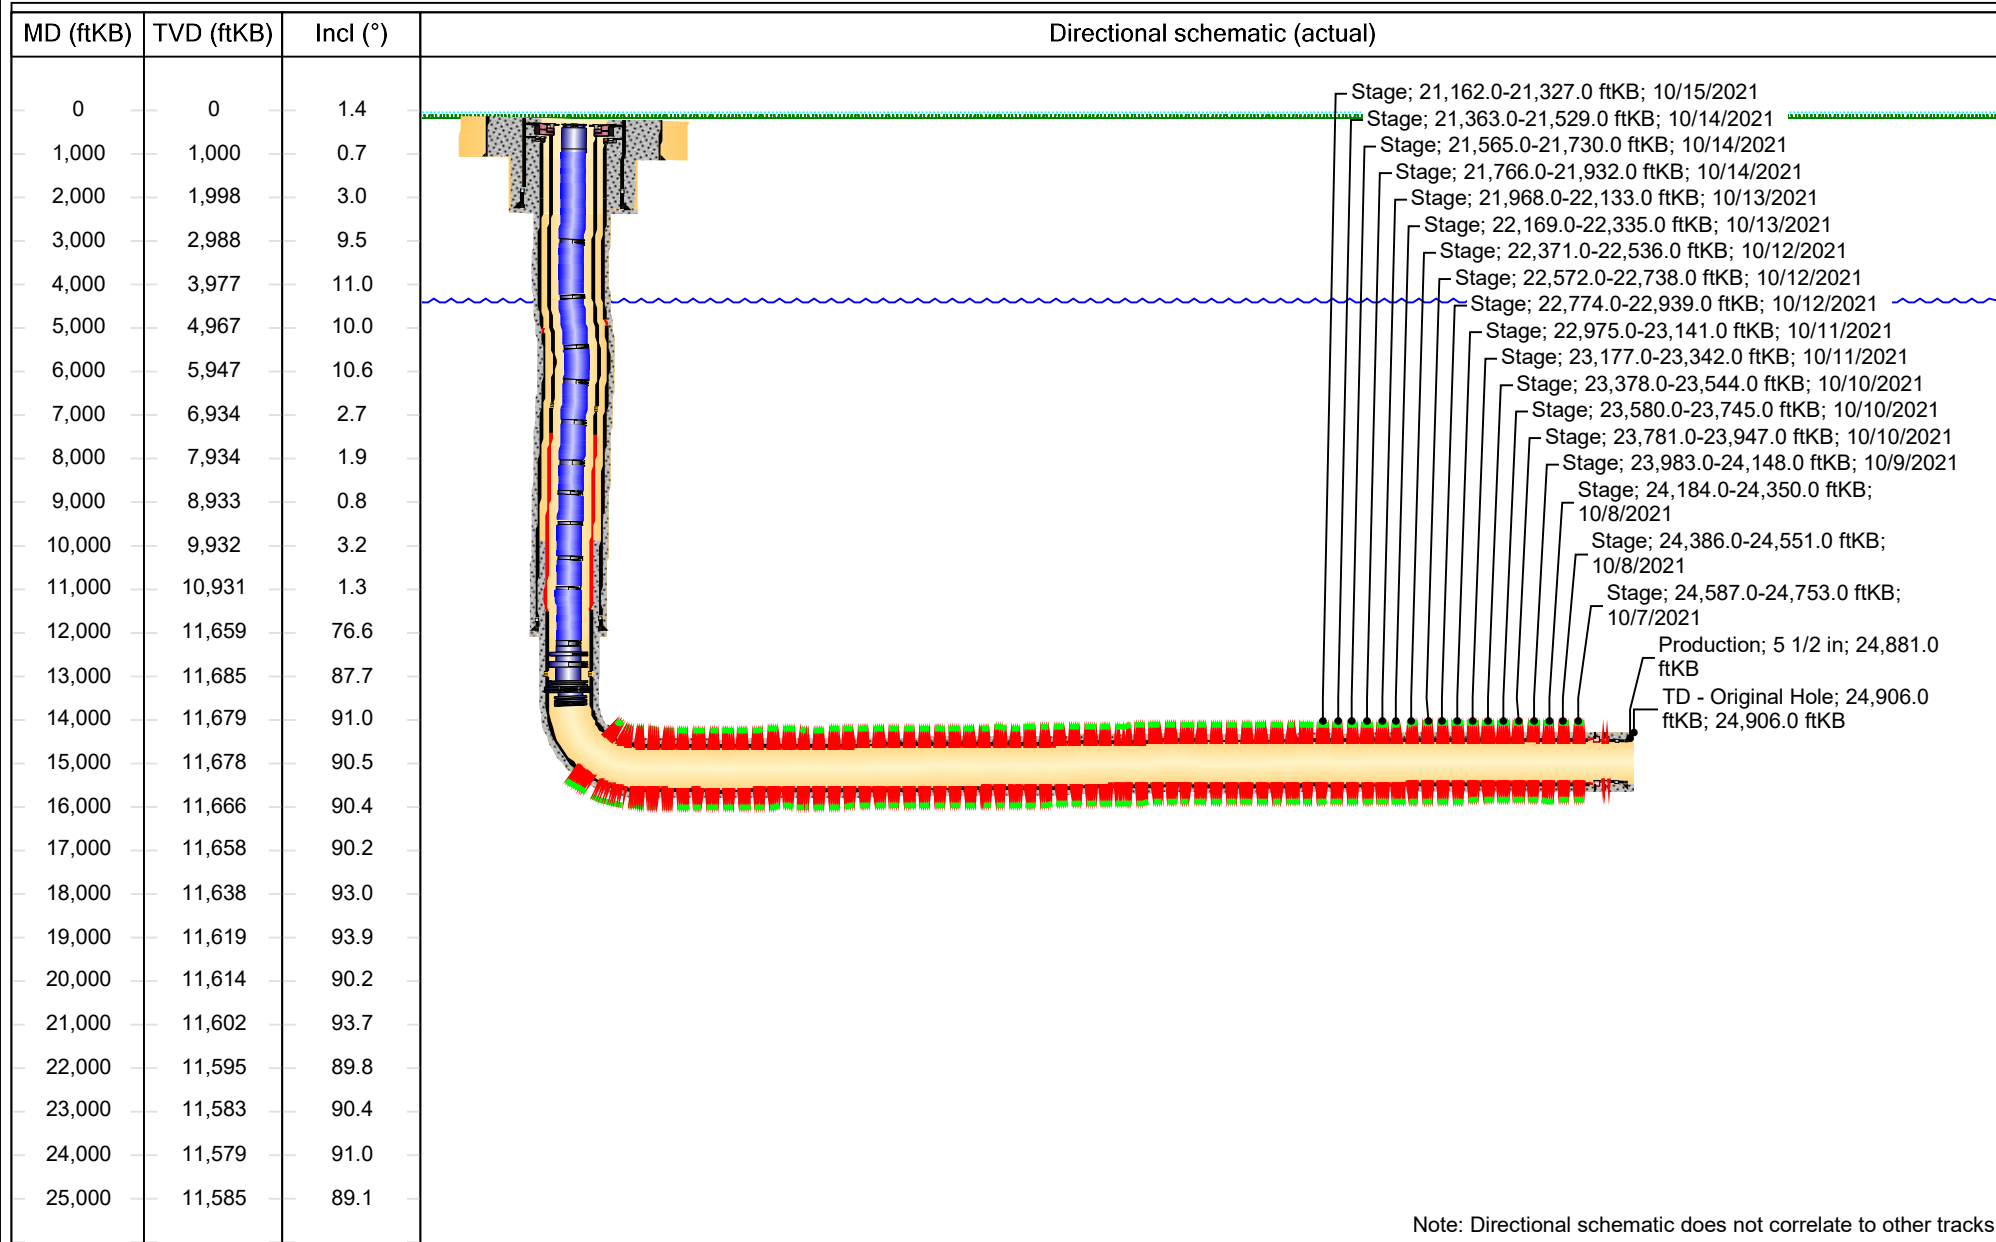 MD (ftKB) TVD (ftKB) Incl (°) Directional schematic (actual)
0 0 1.4
1,000 1,000 0.7
2,000 1,998 3.0
3,000 2,988 9.5
4,000 3,977 11.0
5,000 4,967 10.0
6,000 5,947 10.6
7,000 6,934 2.7
8,000 7,934 1.9
9,000 8,933 0.8
10,000 9,932 3.2
11,000 10,931 1.3
12,000 11,659 76.6
13,000 11,685 87.7
14,000 11,679 91.0
15,000 11,678 90.5
16,000 11,666 90.4
17,000 11,658 90.2
18,000 11,638 93.0
19,000 11,619 93.9
20,000 11,614 90.2
21,000 11,602 93.7
22,000 11,595 89.8
23,000 11,583 90.4
24,000 11,579 91.0
25,000 11,585 89.1
Stage; 21,162.0-21,327.0 ftKB; 10/15/2021
Stage; 21,363.0-21,529.0 ftKB; 10/14/2021
Stage; 21,565.0-21,730.0 ftKB; 10/14/2021
Stage; 21,766.0-21,932.0 ftKB; 10/14/2021
Stage; 21,968.0-22,133.0 ftKB; 10/13/2021
Stage; 22,169.0-22,335.0 ftKB; 10/13/2021
Stage; 22,371.0-22,536.0 ftKB; 10/12/2021
Stage; 22,572.0-22,738.0 ftKB; 10/12/2021
Stage; 22,774.0-22,939.0 ftKB; 10/12/2021
Stage; 22,975.0-23,141.0 ftKB; 10/11/2021
Stage; 23,177.0-23,342.0 ftKB; 10/11/2021
Stage; 23,378.0-23,544.0 ftKB; 10/10/2021
Stage; 23,580.0-23,745.0 ftKB; 10/10/2021
Stage; 23,781.0-23,947.0 ftKB; 10/10/2021
Stage; 23,983.0-24,148.0 ftKB; 10/9/2021
Stage; 24,184.0-24,350.0 ftKB;
10/8/2021
Stage; 24,386.0-24,551.0 ftKB;
10/8/2021
Stage; 24,587.0-24,753.0 ftKB;
10/7/2021
Production; 5 1/2 in; 24,881.0
ftKB
TD - Original Hole; 24,906.0
ftKB; 24,906.0 ftKB
Note: Directional schematic does not correlate to other tracks